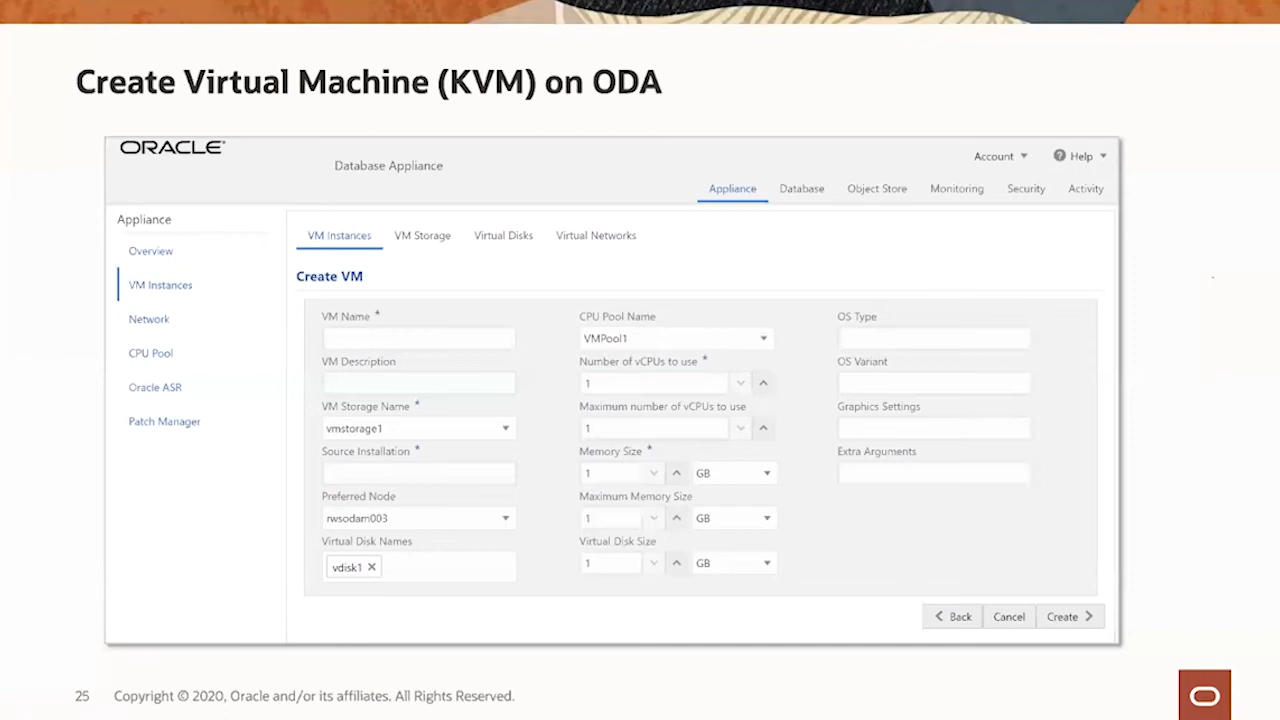 Create Virtual Machine (KVM) on ODA
ORACLE
Database Appliance
Account
Help
Appliance
Database
Object Store
Monitoring
Security
Activity
Appliance
Overview
VM Instances
Network
CPU Pool
Oracle ASR
Patch Manager
VM Instances
VM Storage
Virtual Disks
Virtual Networks
Create VM
VM Name *
VM Description
VM Storage Name *
vmstorage1
Source Installation *
Preferred Node
rwsodam003
Virtual Disk Names
vdisk1
CPU Pool Name
VMPool1
Number of vCPUs to use *
1
Maximum number of vCPUs to use
1
Memory Size *
1 GB
Maximum Memory Size
1 GB
Virtual Disk Size
1 GB
OS Type
OS Variant
Graphics Settings
Extra Arguments
Back
Cancel
Create
25 Copyright © 2020, Oracle and/or its affiliates. All Rights Reserved.